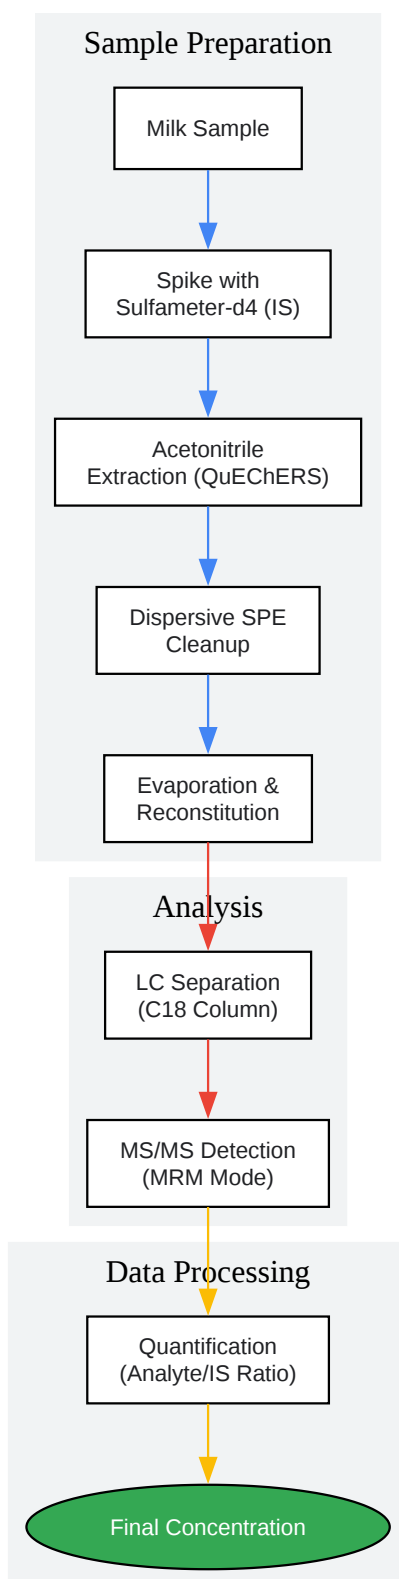 Sample Preparation
Milk Sample
Spike with
Sulfameter-d4 (IS)
Acetonitrile
Extraction (QuEChERS)
Dispersive SPE
Cleanup
Evaporation &
Reconstitution
Analysis
LC Separation
(C18 Column)
MS/MS Detection
(MRM Mode)
Data Processing
Quantification
(Analyte/IS Ratio)
Final Concentration